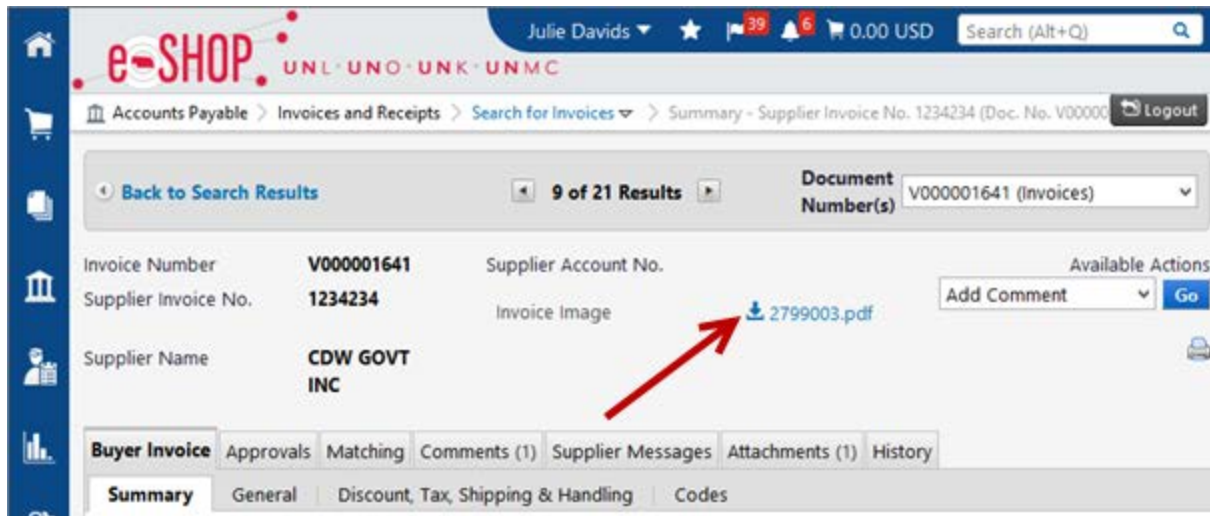 Julie Davids 39 6 0.00 USD Search (Alt+Q)
e-SHOP. UNL·UNO·UNK·UNMC
Accounts Payable > Invoices and Receipts > Search for Invoices > Summary - Supplier Invoice No. 1234234 (Doc. No. V00000 Logout
Back to Search Results 9 of 21 Results Document Number(s) V000001641 (Invoices)
Invoice Number V000001641 Supplier Account No. Available Actions
Supplier Invoice No. 1234234 Invoice Image 2799003.pdf Add Comment Go
Supplier Name CDW GOVT INC
Buyer Invoice Approvals Matching Comments (1) Supplier Messages Attachments (1) History
Summary General Discount, Tax, Shipping & Handling Codes